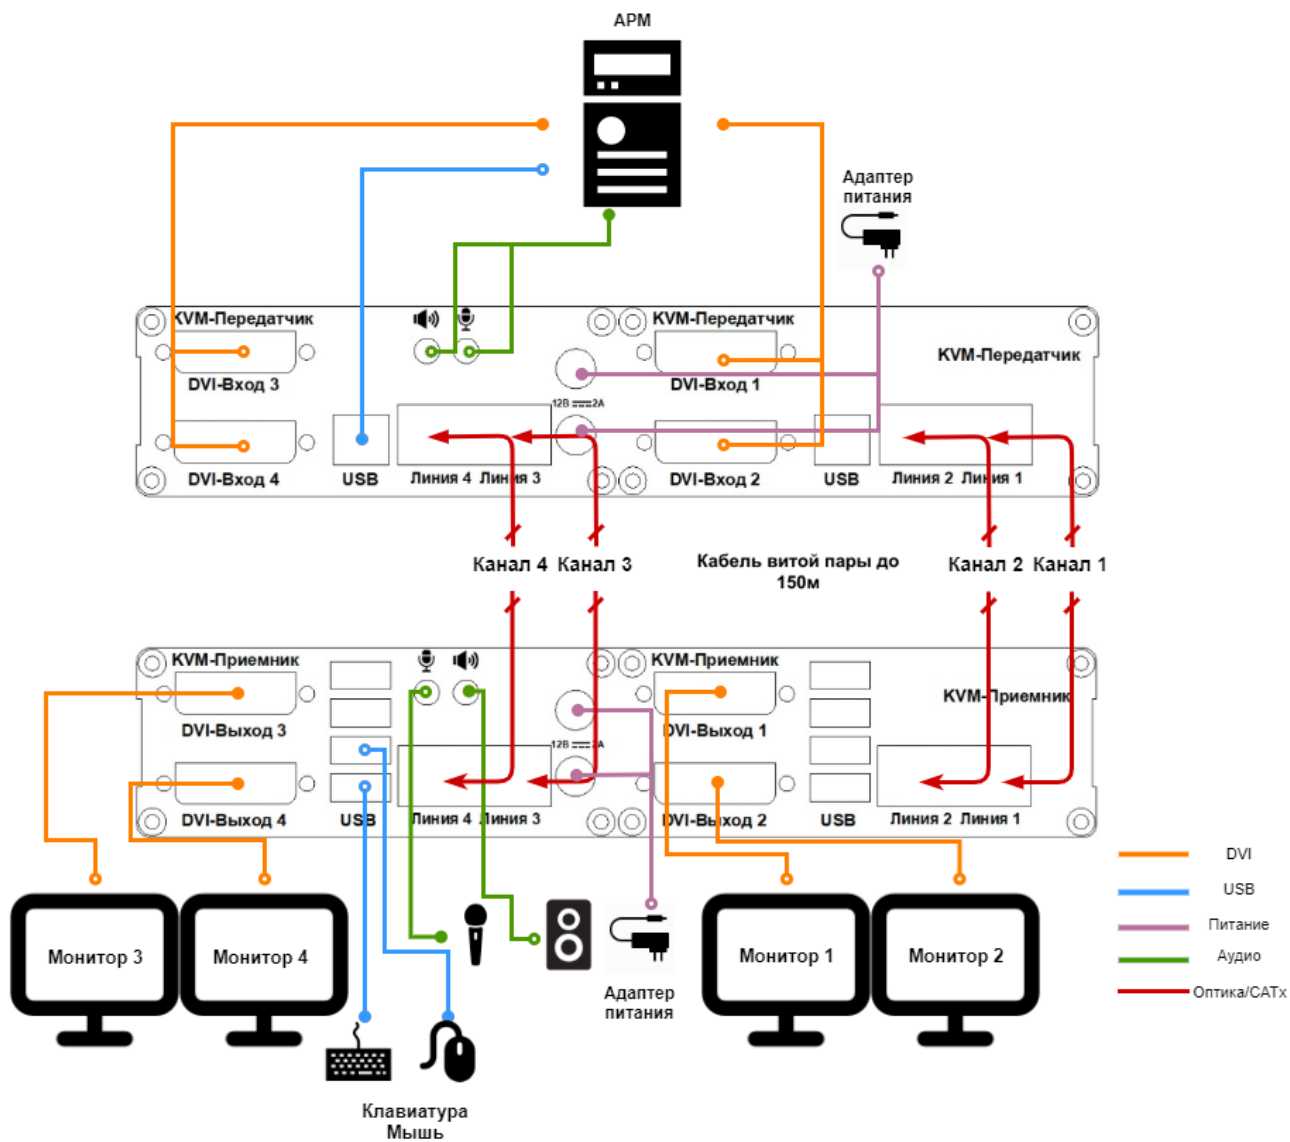 АРМ
Адаптер
питания
KVM-Передатчик
KVM-Передатчик
KVM-Передатчик
DVI-Вход 3
DVI-Вход 1
12В 2А
DVI-Вход 4
USB
Линия 4 Линия 3
DVI-Вход 2
USB
Линия 2 Линия 1
Канал 4 Канал 3
Кабель витой пары до
150м
Канал 2 Канал 1
KVM-Приемник
KVM-Приемник
KVM-Приемник
DVI-Выход 3
DVI-Выход 1
12В 2А
DVI-Выход 4
USB
Линия 4 Линия 3
DVI-Выход 2
USB
Линия 2 Линия 1
DVI
USB
Питание
Аудио
Оптика/CATx
Монитор 3
Монитор 4
Монитор 1
Монитор 2
Адаптер
питания
Клавиатура
Мышь